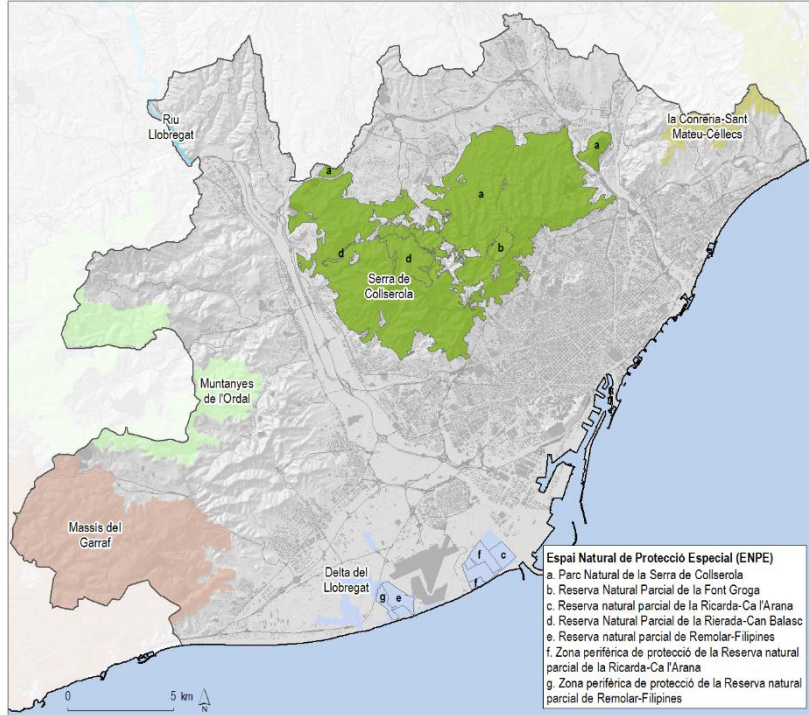 Riu
Llobregat
la Conreria-Sant
Mateu-Céllecs
a
a
a
b
d
d
Serra de
Collserola
Muntanyes
de l'Ordal
Massís del
Garraf
Delta del
Llobregat
f
c
f
g
e
Espai Natural de Protecció Especial (ENPE)
a. Parc Natural de la Serra de Collserola
b. Reserva Natural Parcial de la Font Groga
c. Reserva natural parcial de la Ricarda-Ca l'Arana
d. Reserva Natural Parcial de la Rierada-Can Balasc
e. Reserva natural parcial de Remolar-Filipines
f. Zona perifèrica de protecció de la Reserva natural
parcial de la Ricarda-Ca l'Arana
g. Zona perifèrica de protecció de la Reserva natural
parcial de Remolar-Filipines
0 5 km
N